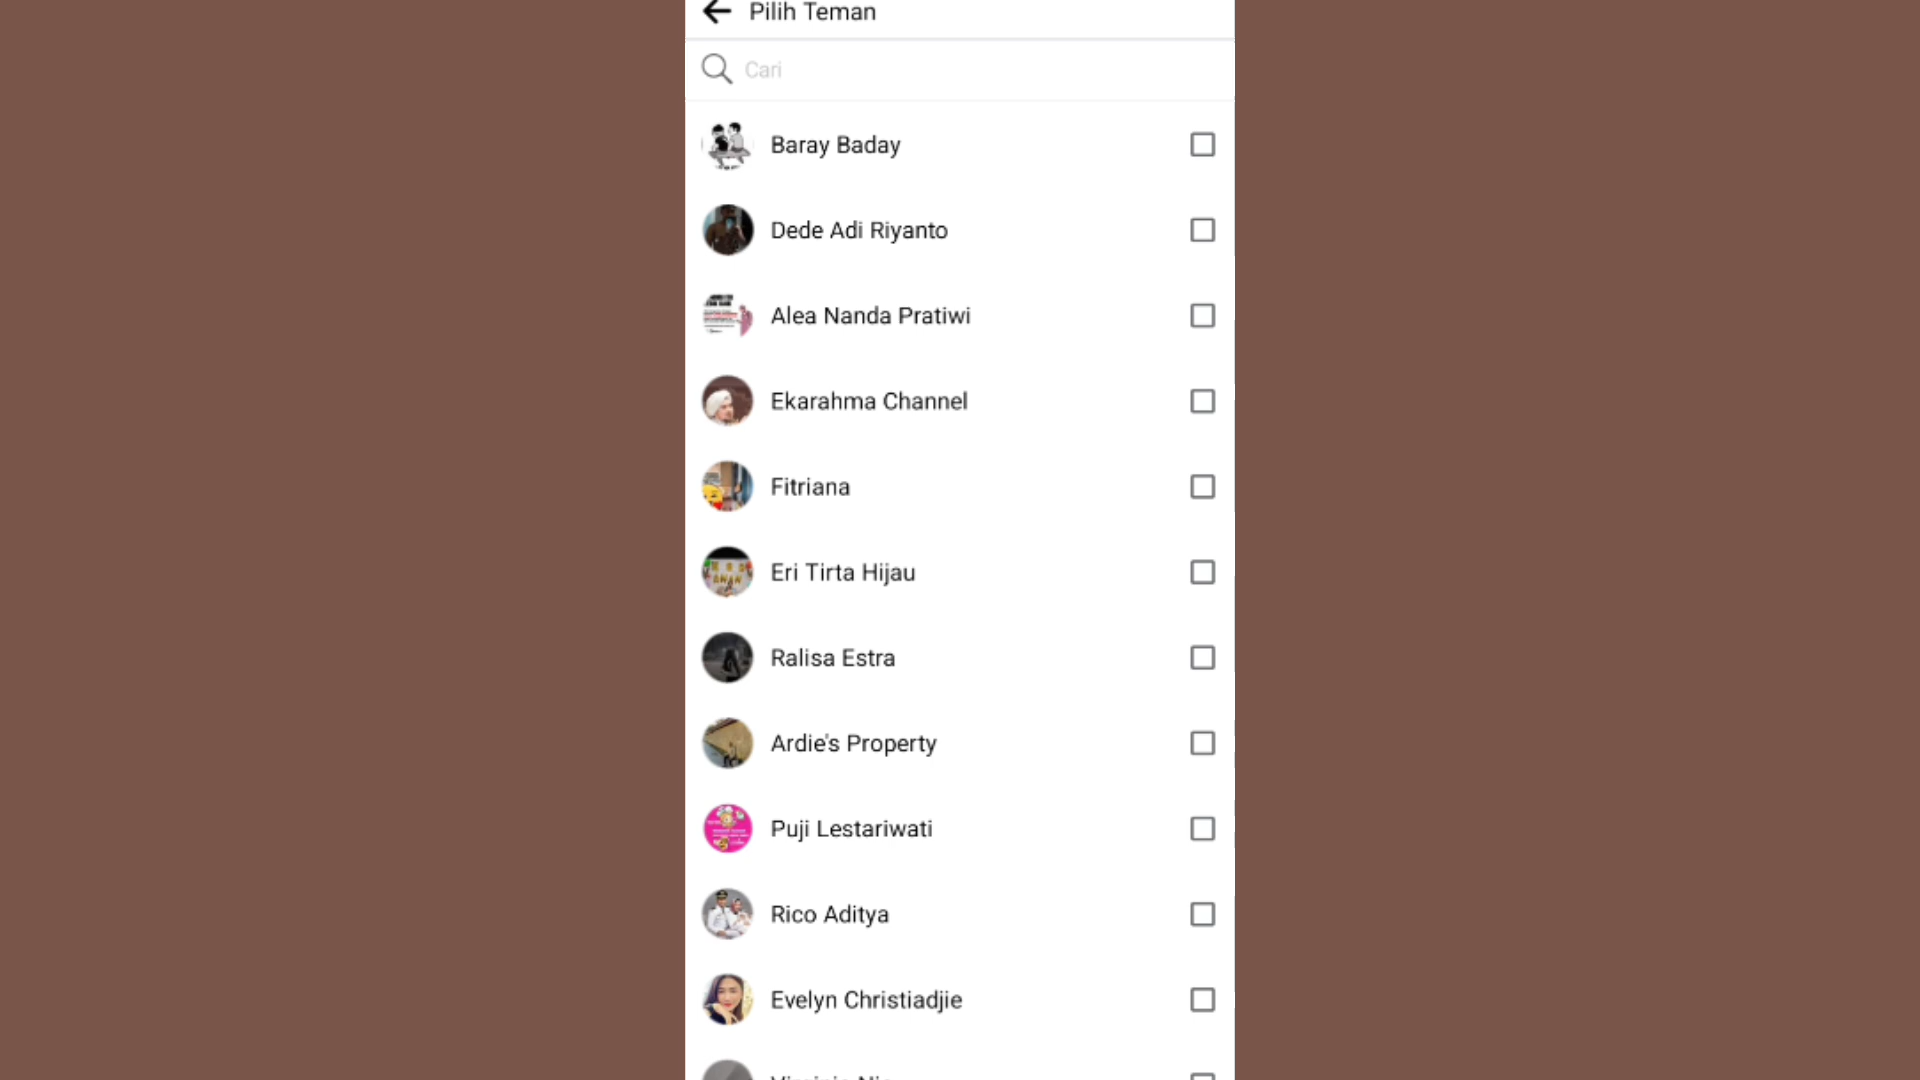 Pilih Teman
Cari
Baray Baday
Dede Adi Riyanto
Alea Nanda Pratiwi
Ekarahma Channel
Fitriana
Eri Tirta Hijau
Ralisa Estra
Ardie's Property
Puji Lestariwati
Rico Aditya
Evelyn Christiadjie